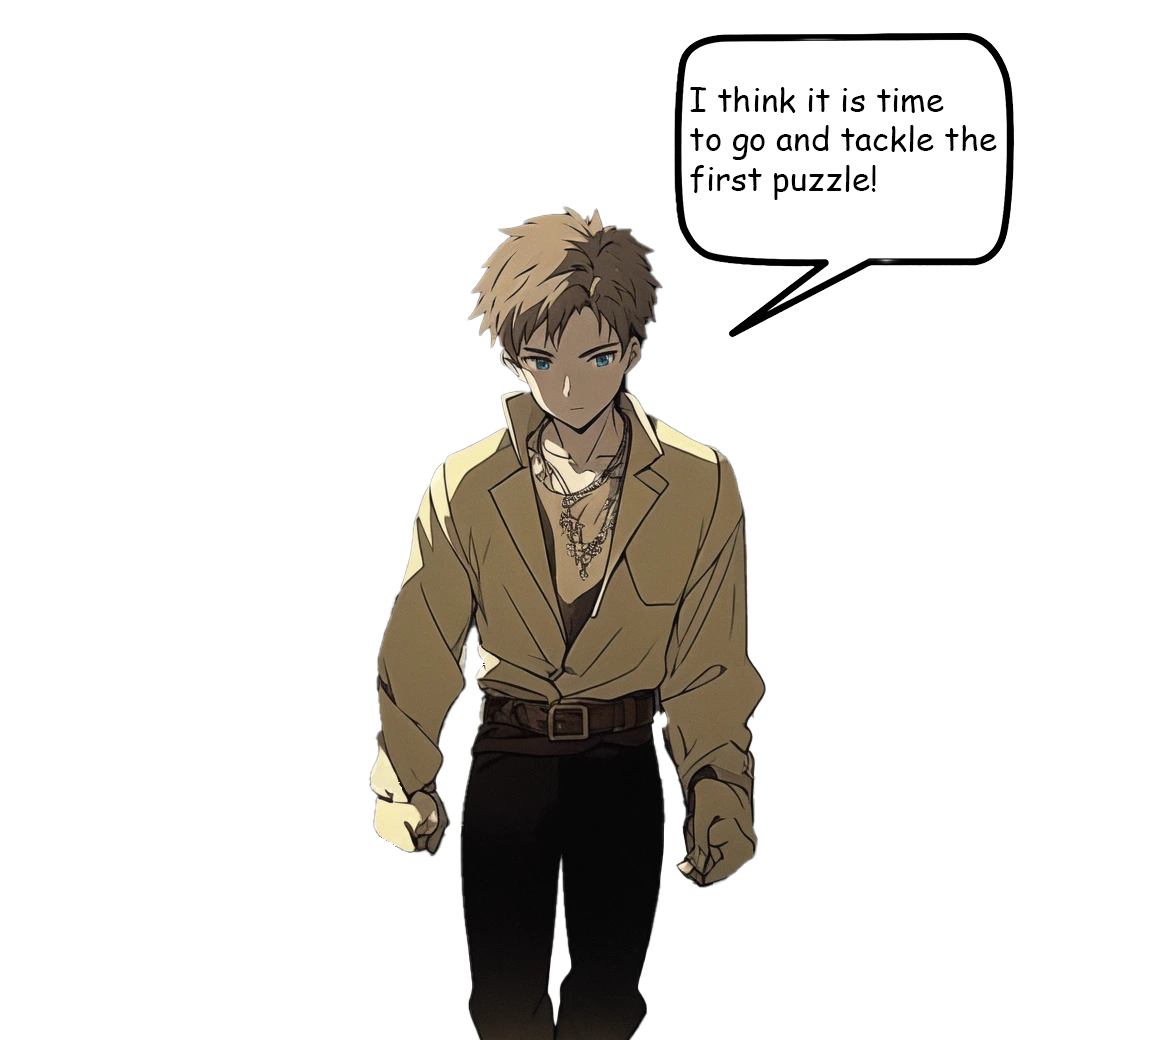 I think it is time
to go and tackle the
first puzzle!